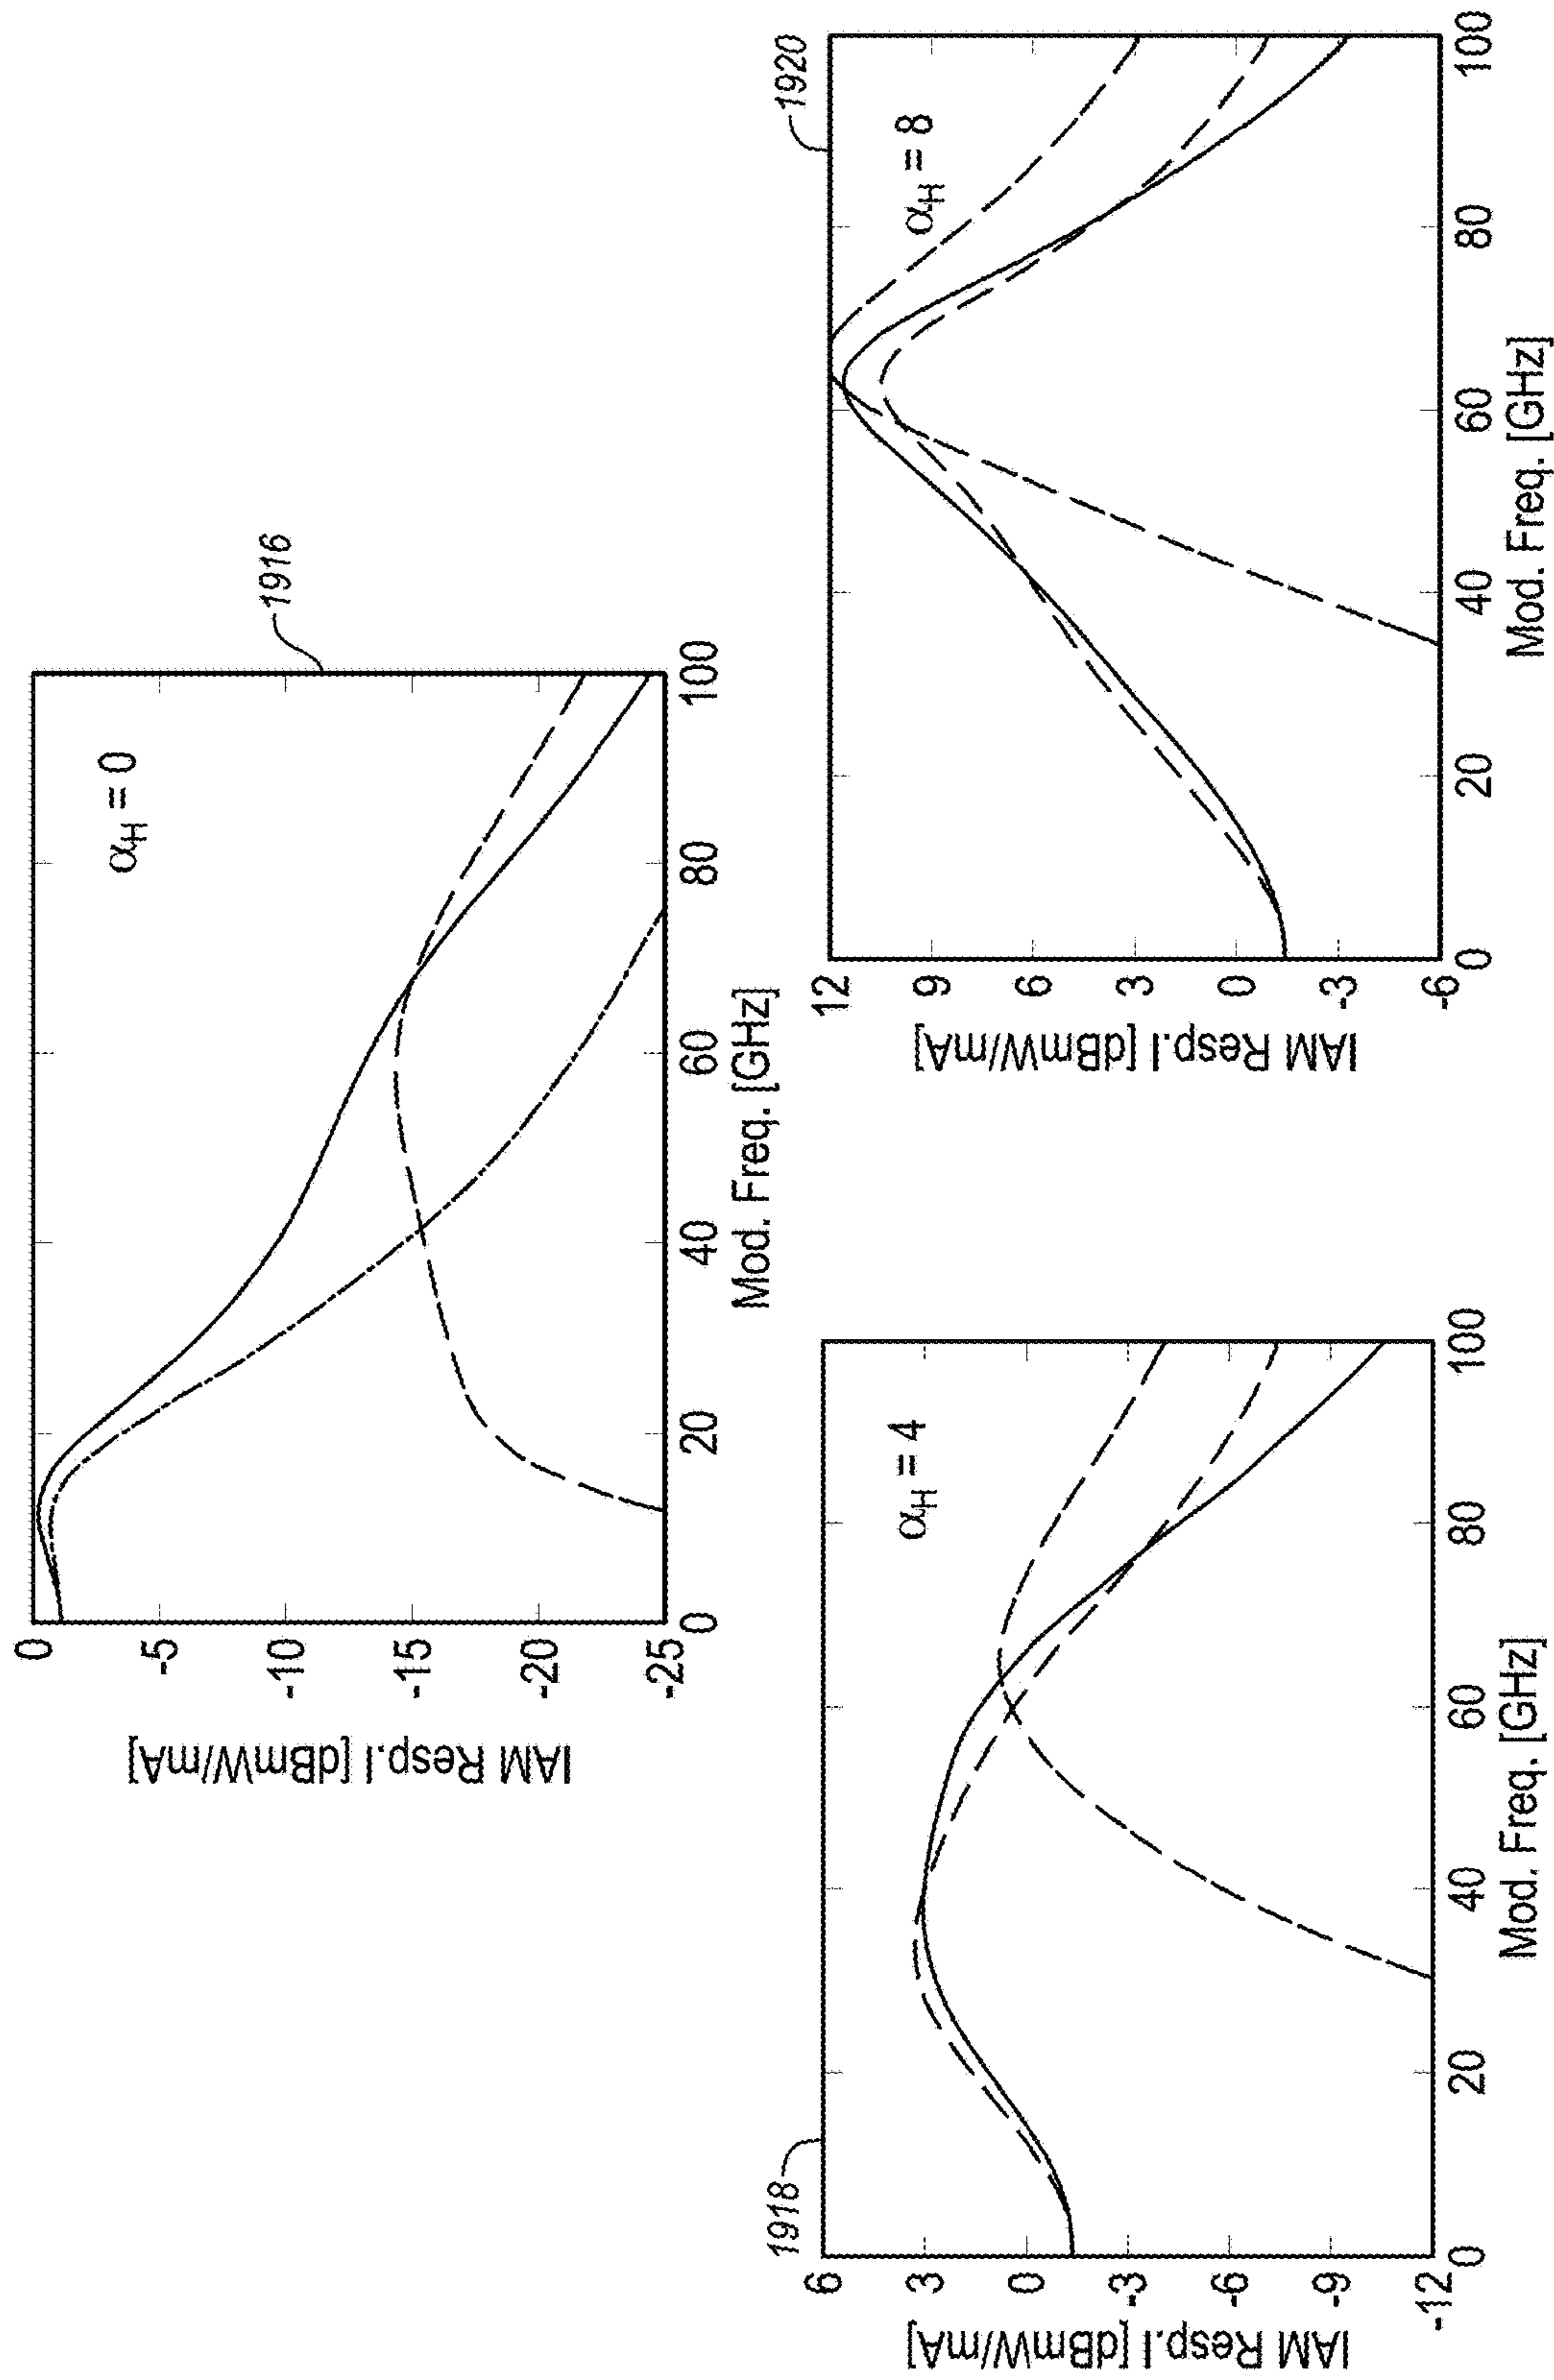 1916
αH = 0
IAM Resp.I [dBmW/mA]
0
-5
-10
-15
-20
-25
0 20 40 60 80 100
Mod. Freq. [GHz]
1918
αH = 4
IAM Resp.I [dBmW/mA]
6
3
0
-3
-6
-9
-12
0 20 40 60 80 100
Mod. Freq. [GHz]
1920
αH = 8
IAM Resp.I [dBmW/mA]
12
9
6
3
0
-3
-6
0 20 40 60 80 100
Mod. Freq. [GHz]